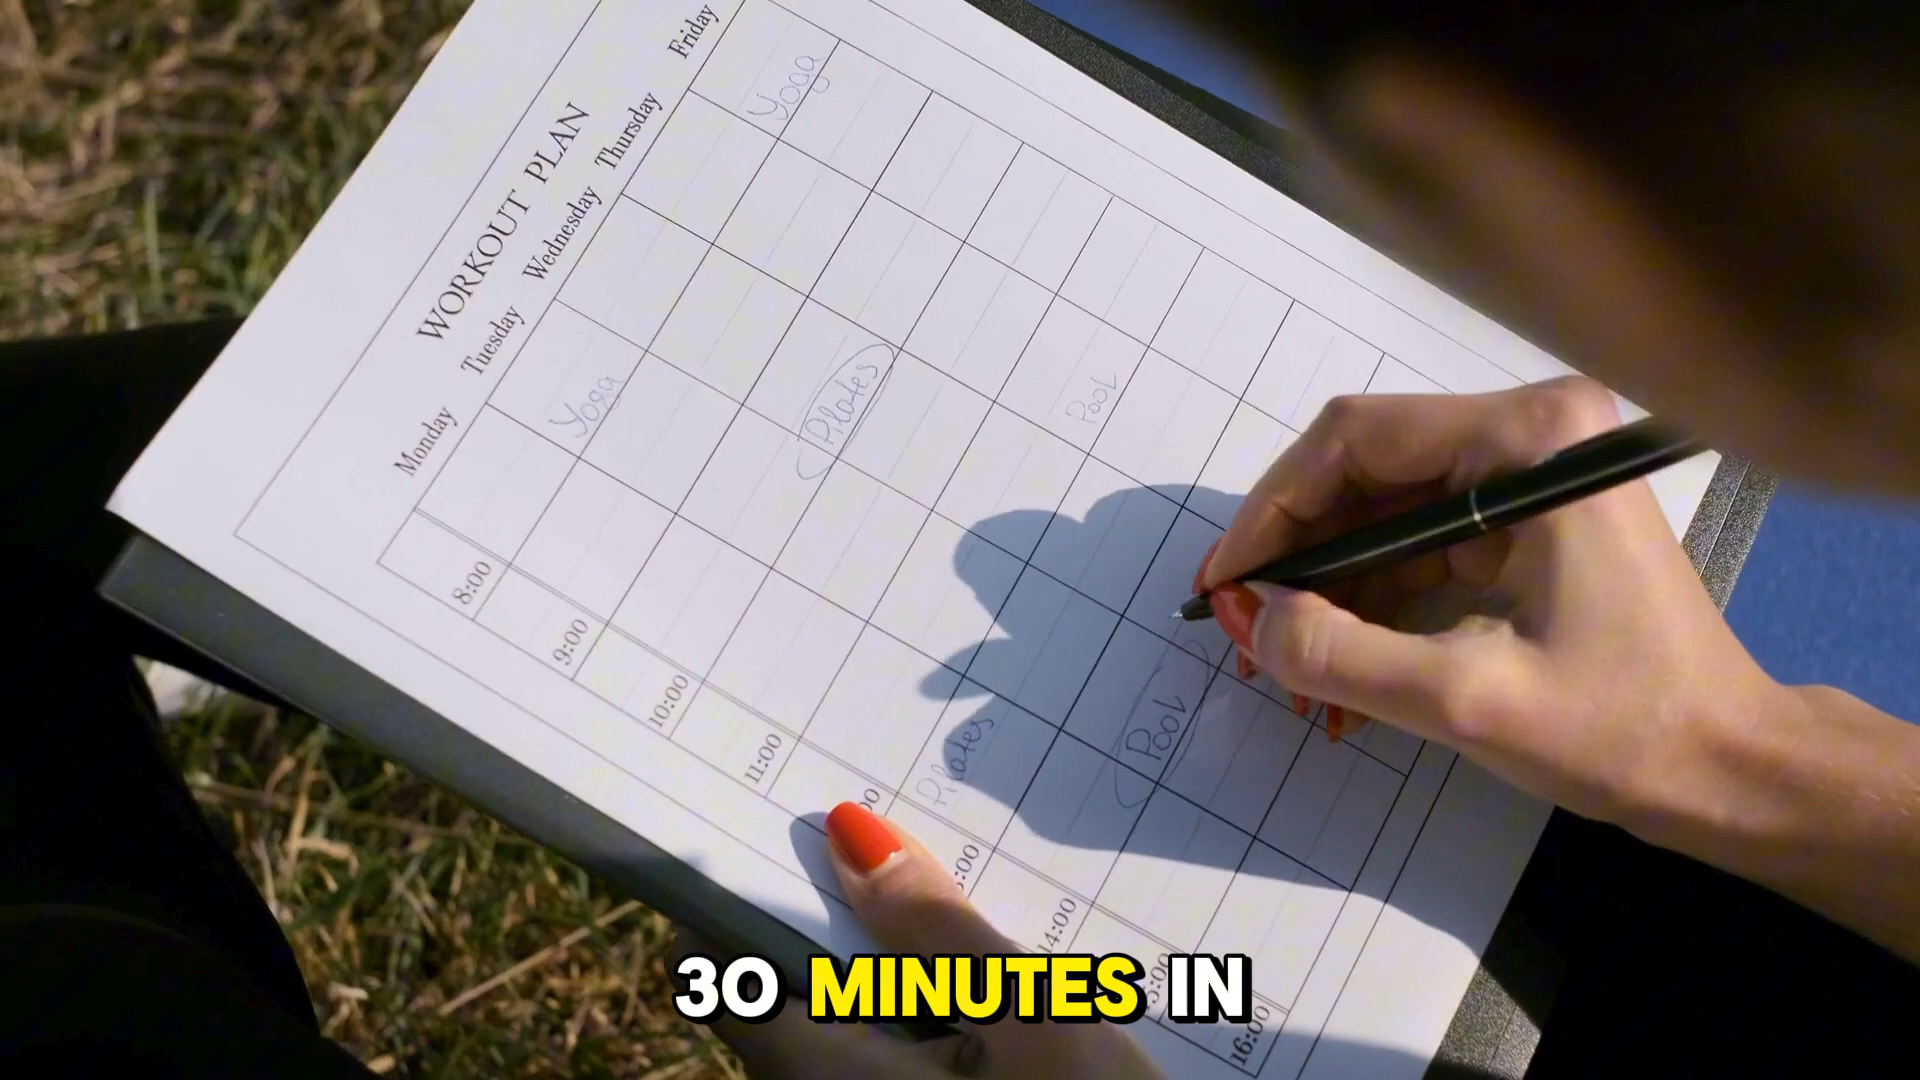 WORKOUT PLAN
Monday
Tuesday
Wednesday
Thursday
Friday
8:00
9:00
10:00
11:00
14:00
16:00
Yoga
Yoga
Pilates
Pool
Pilates
Pool
30 MINUTES IN